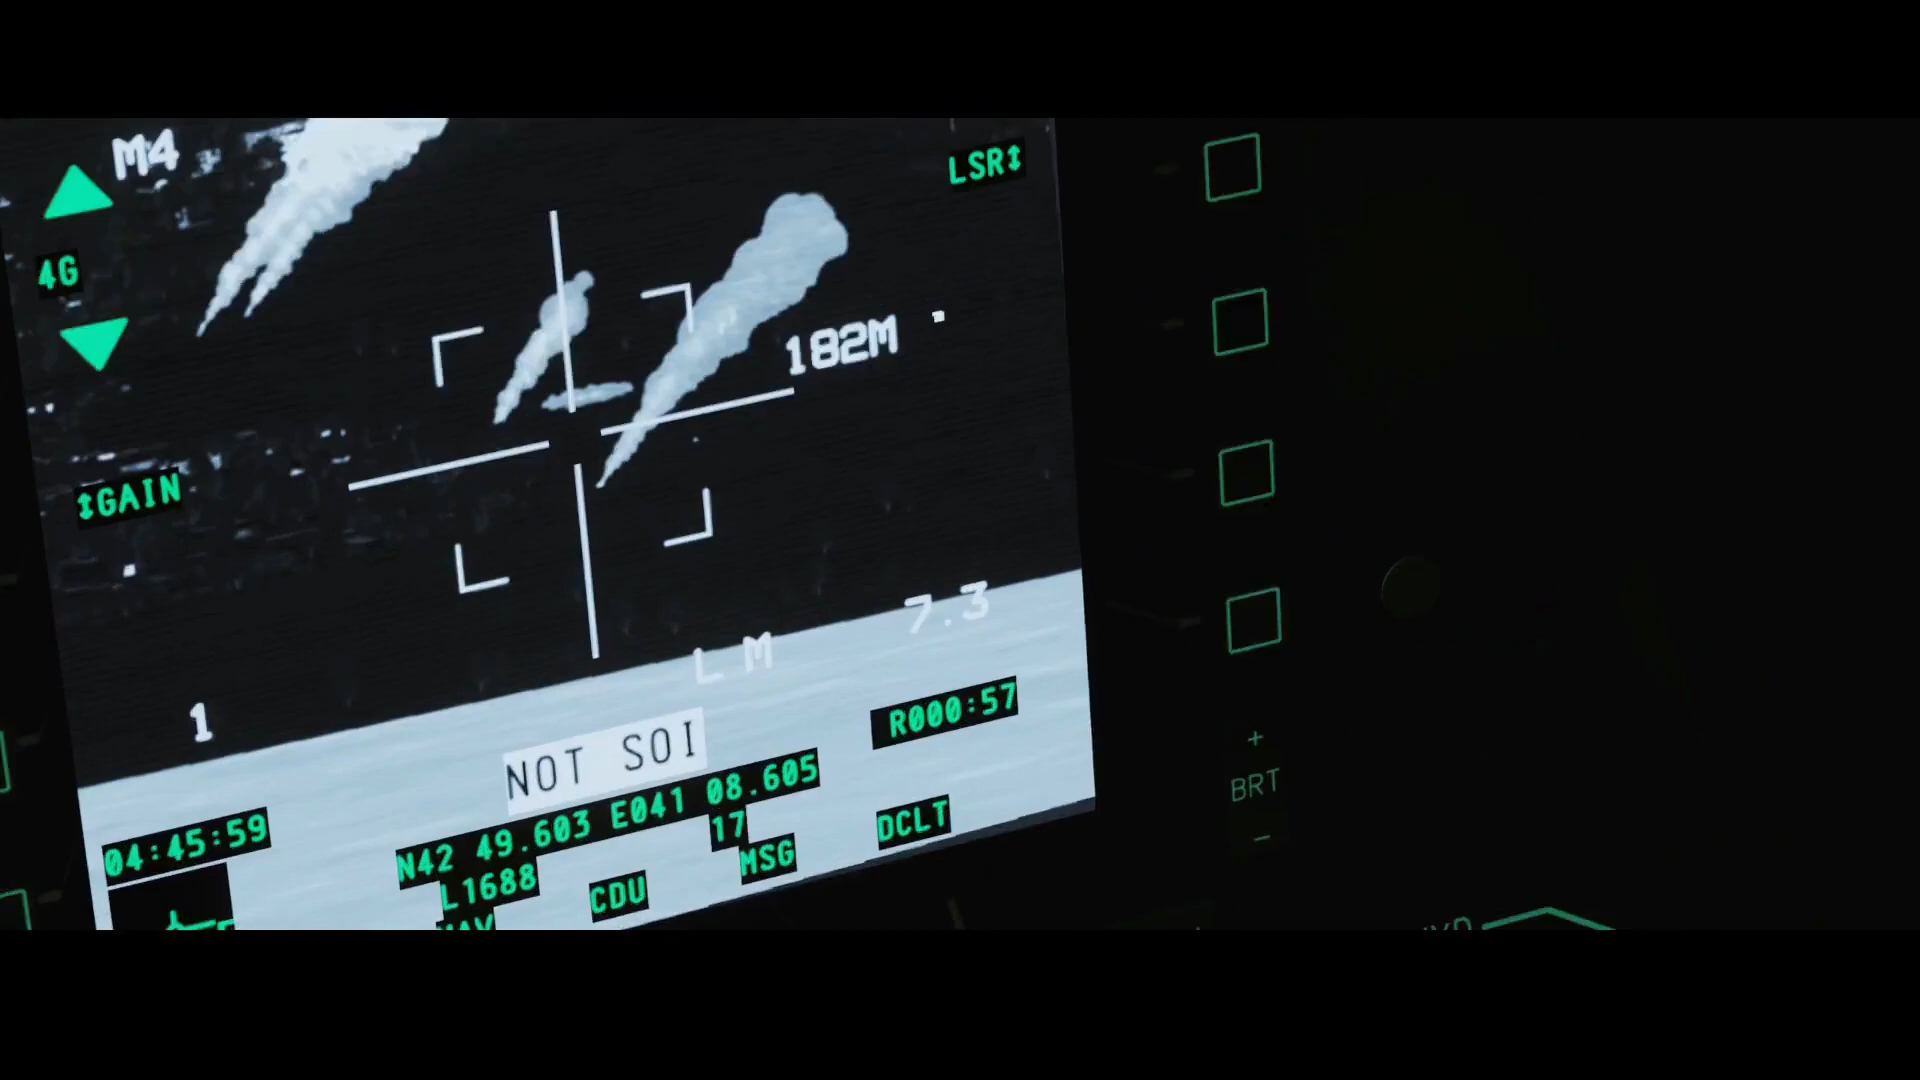 M4
LSR↕
4G
182M
↕GAIN
7.3
L M
1
R000:57
NOT SOI
04:45:59
N42 49.603 E041 08.605
17
L1688
CDU
MSG
DCLT
+
BRT
-